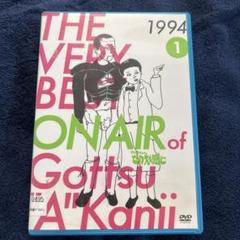 THE
1994
VERY
1
BEST
ON AIR of
Gottsu
"A"Kanji
DVD